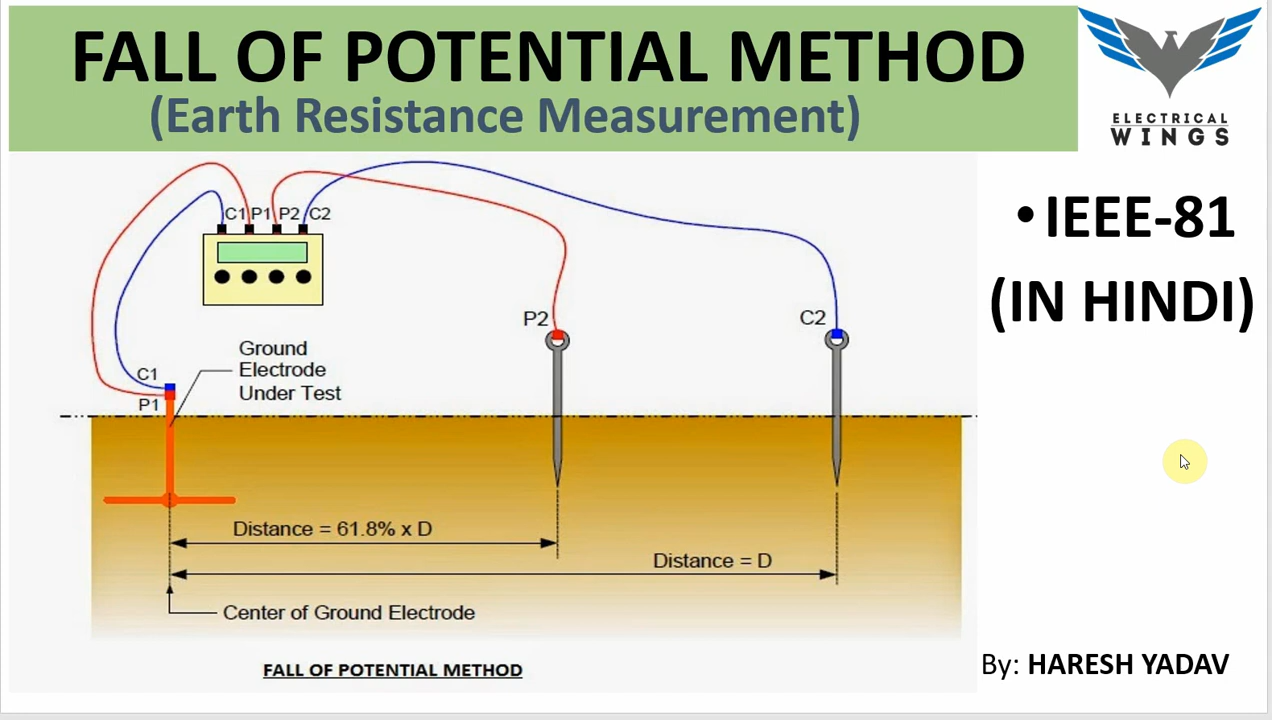 FALL OF POTENTIAL METHOD
(Earth Resistance Measurement)
ELECTRICAL
WINGS
• IEEE-81
(IN HINDI)
C1 P1 P2 C2
P2
C2
Ground
Electrode
Under Test
C1
P1
Distance = 61.8% x D
Distance = D
Center of Ground Electrode
FALL OF POTENTIAL METHOD
By: HARESH YADAV